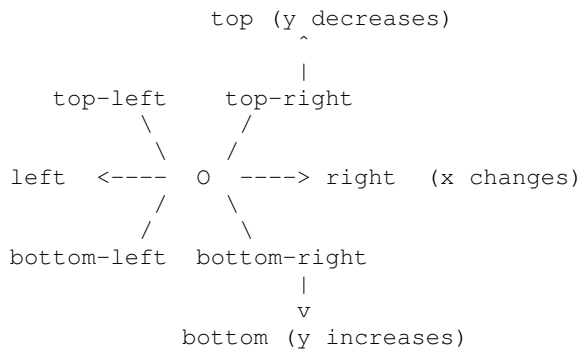 top (y decreases)
^
|
top-left top-right
\ /
\ /
left <---- O ----> right (x changes)
/ \
/ \
bottom-left bottom-right
|
v
bottom (y increases)